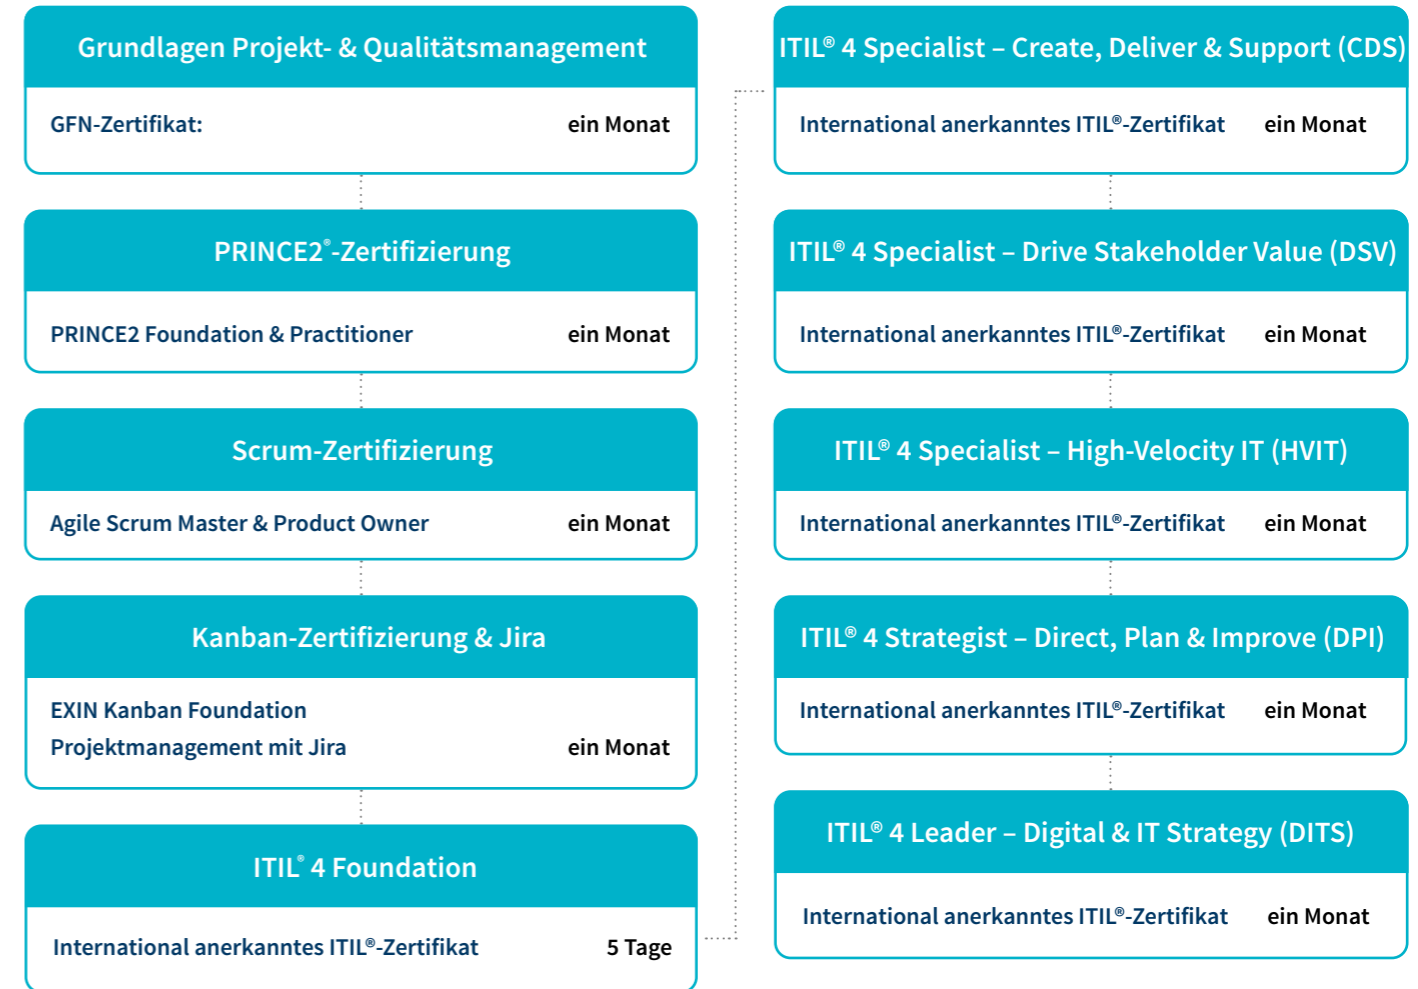 Grundlagen Projekt- & Qualitätsmanagement
GFN-Zertifikat: ein Monat
PRINCE2®-Zertifizierung
PRINCE2 Foundation & Practitioner ein Monat
Scrum-Zertifizierung
Agile Scrum Master & Product Owner ein Monat
Kanban-Zertifizierung & Jira
EXIN Kanban Foundation
Projektmanagement mit Jira ein Monat
ITIL® 4 Foundation
International anerkanntes ITIL®-Zertifikat 5 Tage
ITIL® 4 Specialist – Create, Deliver & Support (CDS)
International anerkanntes ITIL®-Zertifikat ein Monat
ITIL® 4 Specialist – Drive Stakeholder Value (DSV)
International anerkanntes ITIL®-Zertifikat ein Monat
ITIL® 4 Specialist – High-Velocity IT (HVIT)
International anerkanntes ITIL®-Zertifikat ein Monat
ITIL® 4 Strategist – Direct, Plan & Improve (DPI)
International anerkanntes ITIL®-Zertifikat ein Monat
ITIL® 4 Leader – Digital & IT Strategy (DITS)
International anerkanntes ITIL®-Zertifikat ein Monat